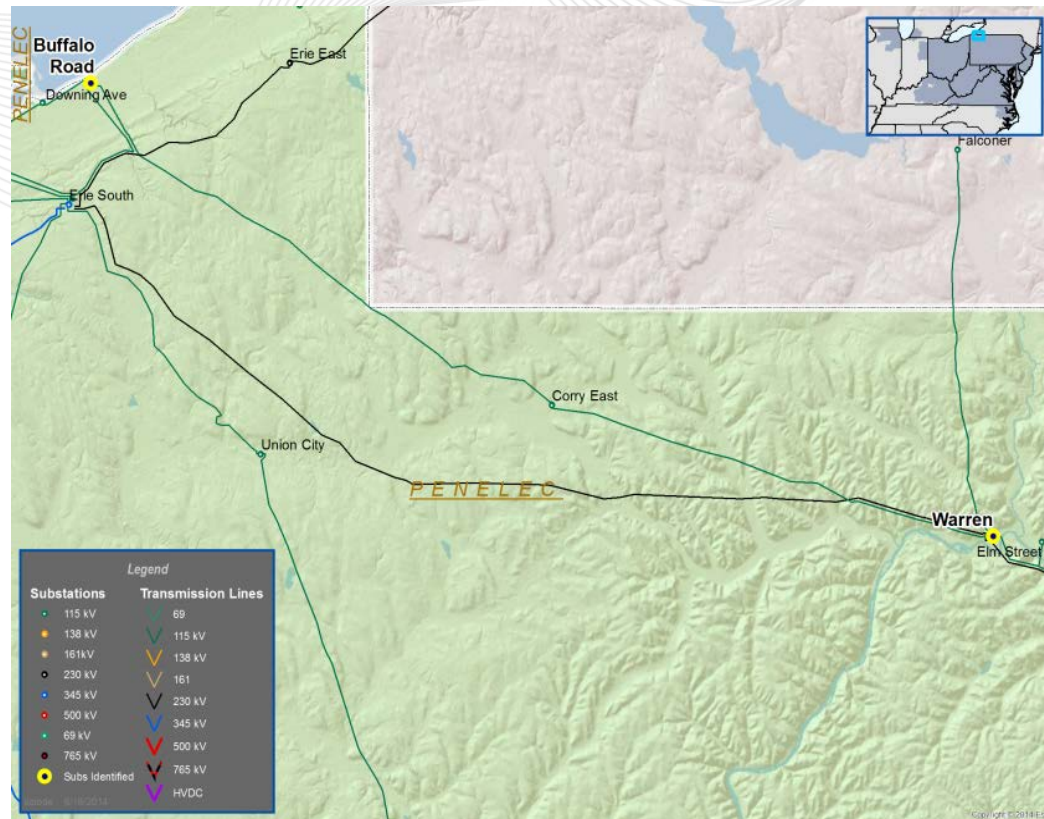 PENELEC
Buffalo
Road
Downing Ave
Erie East
Erie South
Falconer
Corry East
Union City
PENELEC
Warren
Elm Street
Legend
Substations
115 kV
138 kV
161kV
230 kV
345 kV
500 kV
69 kV
765 kV
Subs Identified
Transmission Lines
69
115 kV
138 kV
161
230 kV
345 kV
500 kV
765 kV
HVDC